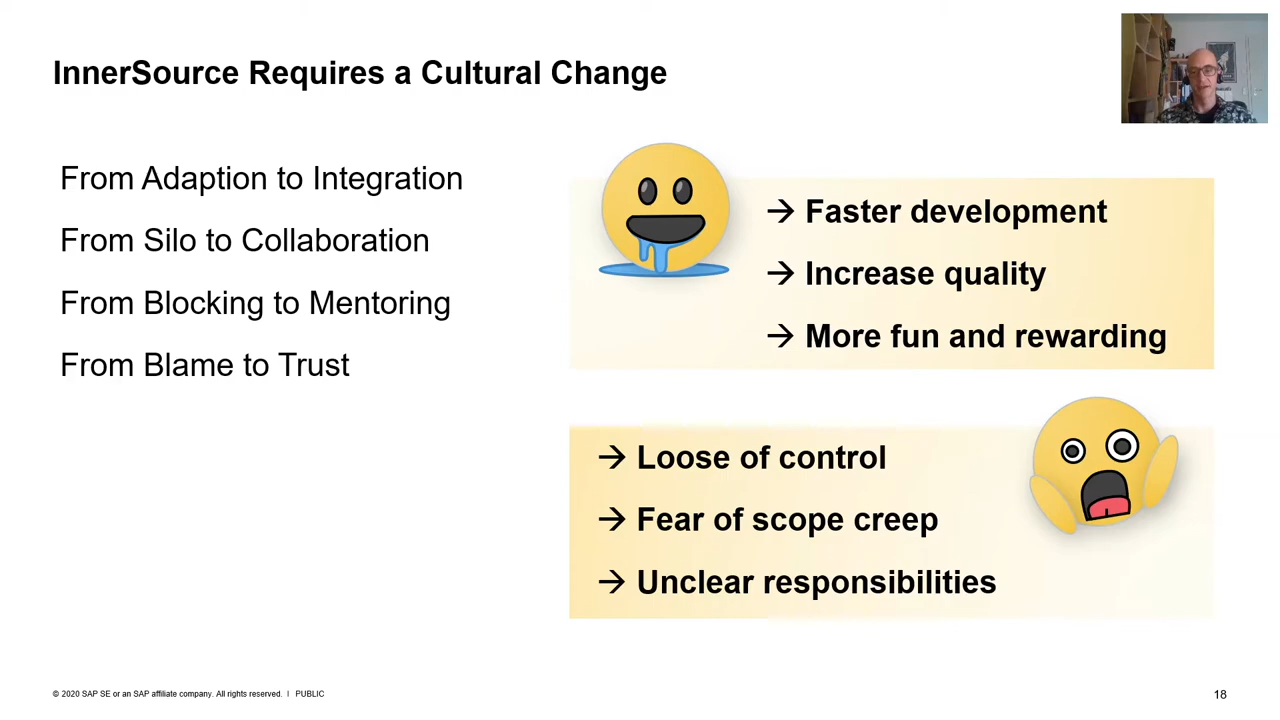 InnerSource Requires a Cultural Change
From Adaption to Integration
From Silo to Collaboration
From Blocking to Mentoring
From Blame to Trust
→ Faster development
→ Increase quality
→ More fun and rewarding
→ Loose of control
→ Fear of scope creep
→ Unclear responsibilities
© 2020 SAP SE or an SAP affiliate company. All rights reserved. | PUBLIC
18